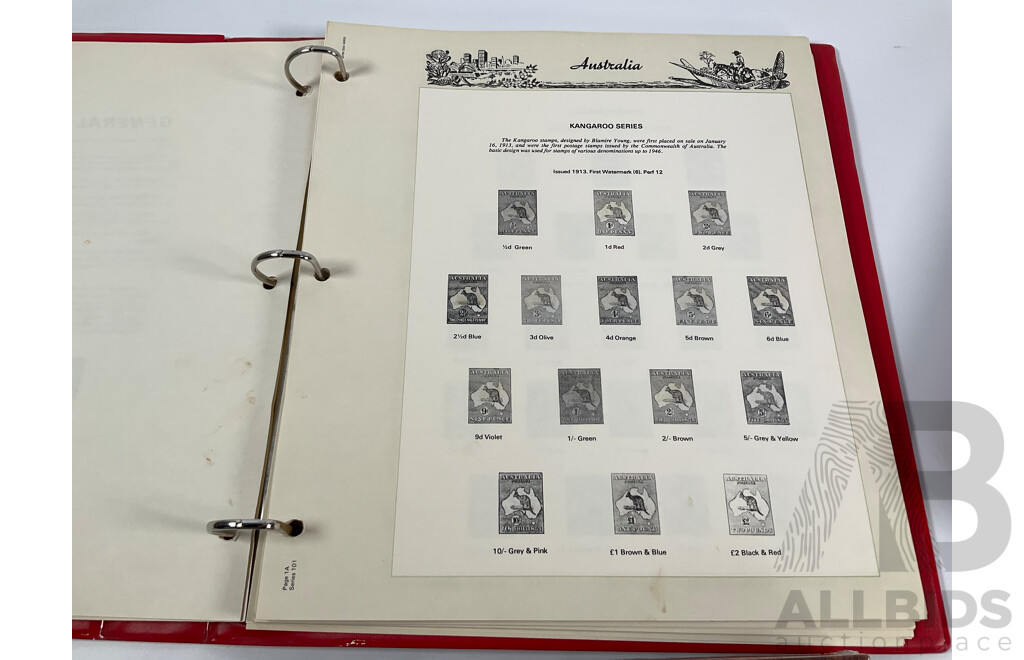 Australia
KANGAROO SERIES
The Kangaroo stamps, designed by Blamire Young, were first placed on sale on January
16, 1913, and were the first postage stamps issued by the Commonwealth of Australia. The
basic design was used for stamps of various denominations up to 1946.
Issued 1913. First Watermark (6). Perf 12
½d Green
1d Red
2d Grey
2½d Blue
3d Olive
4d Orange
5d Brown
6d Blue
9d Violet
1/- Green
2/- Brown
5/- Grey & Yellow
10/- Grey & Pink
£1 Brown & Blue
£2 Black & Red
Page 1A
Series 1D1
GENERAL
AB
ALLBIDS
auctionplace